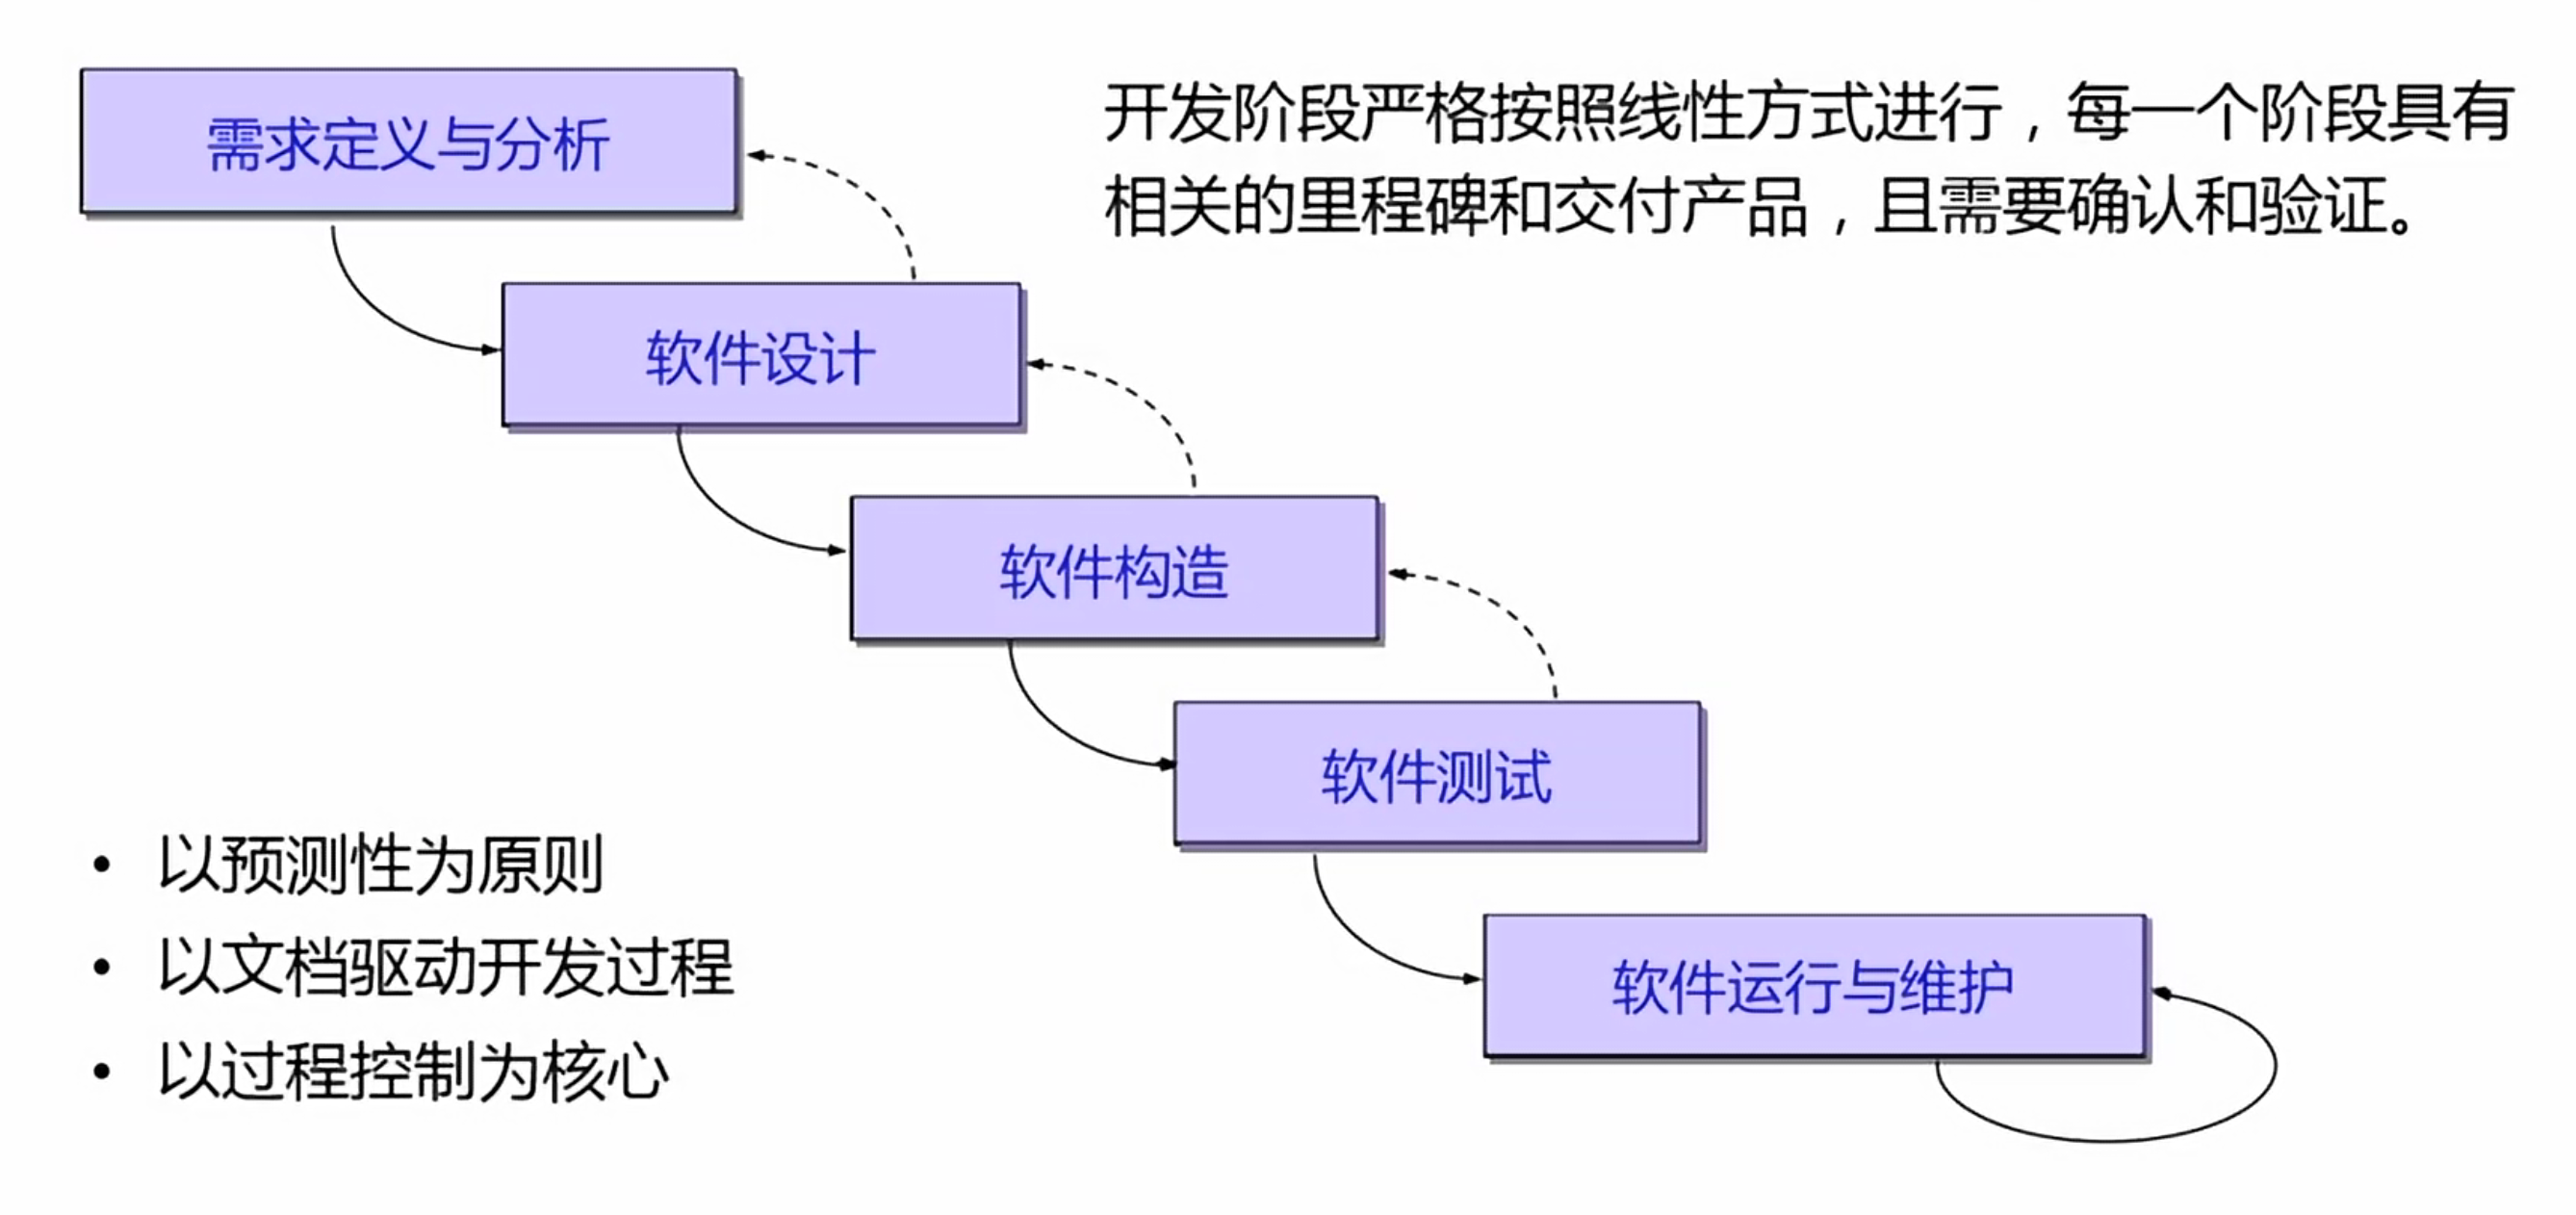 需求定义与分析
开发阶段严格按照线性方式进行，每一个阶段具有
相关的里程碑和交付产品，且需要确认和验证。
软件设计
软件构造
软件测试
软件运行与维护
• 以预测性为原则
• 以文档驱动开发过程
• 以过程控制为核心